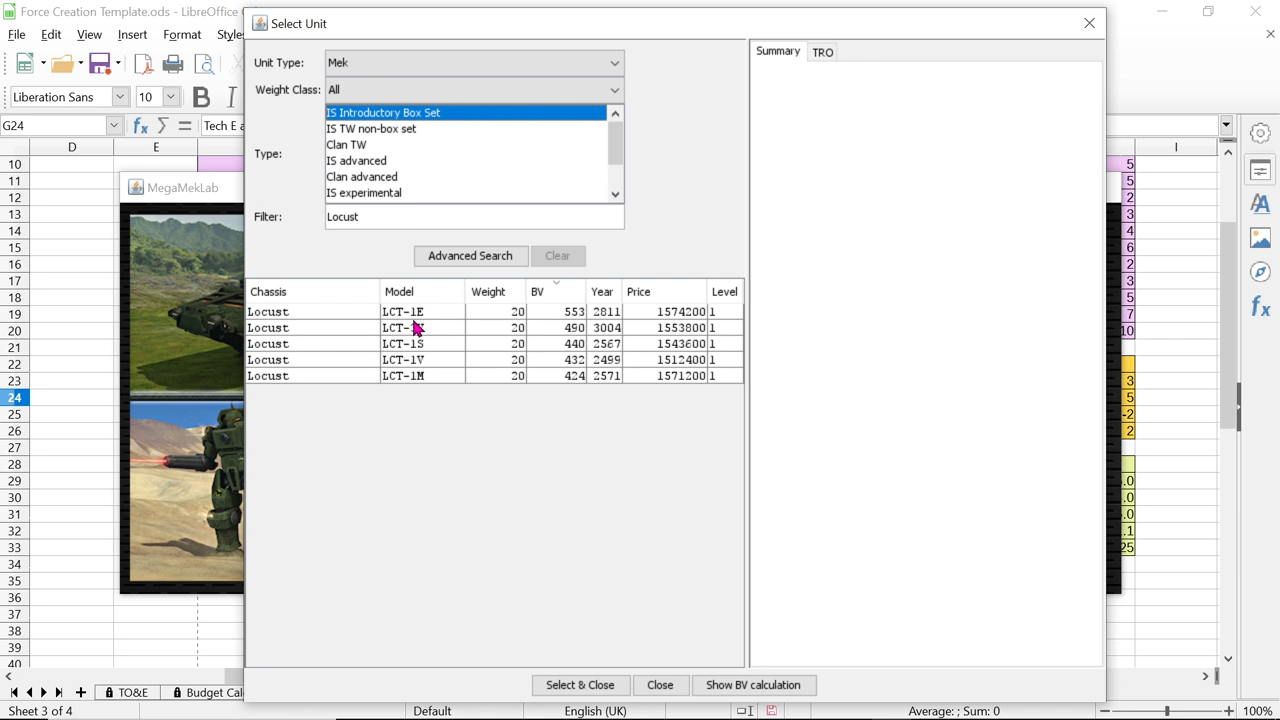 Force Creation Template.ods - LibreOffice
Select Unit
File Edit View Insert Format Styles
Unit Type: Mek
Summary TRO
Weight Class: All
Liberation Sans 10
IS Introductory Box Set
IS TW non-box set
Clan TW
IS advanced
Clan advanced
IS experimental
Type:
G24
Tech E a
Filter: Locust
D E I
MegaMekLab
Advanced Search Clear
Chassis Model Weight BV Year Price Level
Locust LCT-1E 20 553 2811 1574200 1
Locust 20 490 3004 1553800 1
Locust LCT-1S 20 440 2567 1543600 1
Locust LCT-1V 20 432 2499 1512400 1
Locust LCT-1M 20 424 2571 1571200 1
10 5
11 5
12 2
13 3
14 4
15 6
16 2
17 3
18 5
19 7
20 10
21
22
23 3
24 5
25 -2
26 2
27
28
29 .0
30 .0
31 .0
32 .1
33 25
34
35
36
37
38
39
40
Select & Close Close Show BV calculation
TO&E Budget Cal
Sheet 3 of 4 Default English (UK) Average: ; Sum: 0 100%